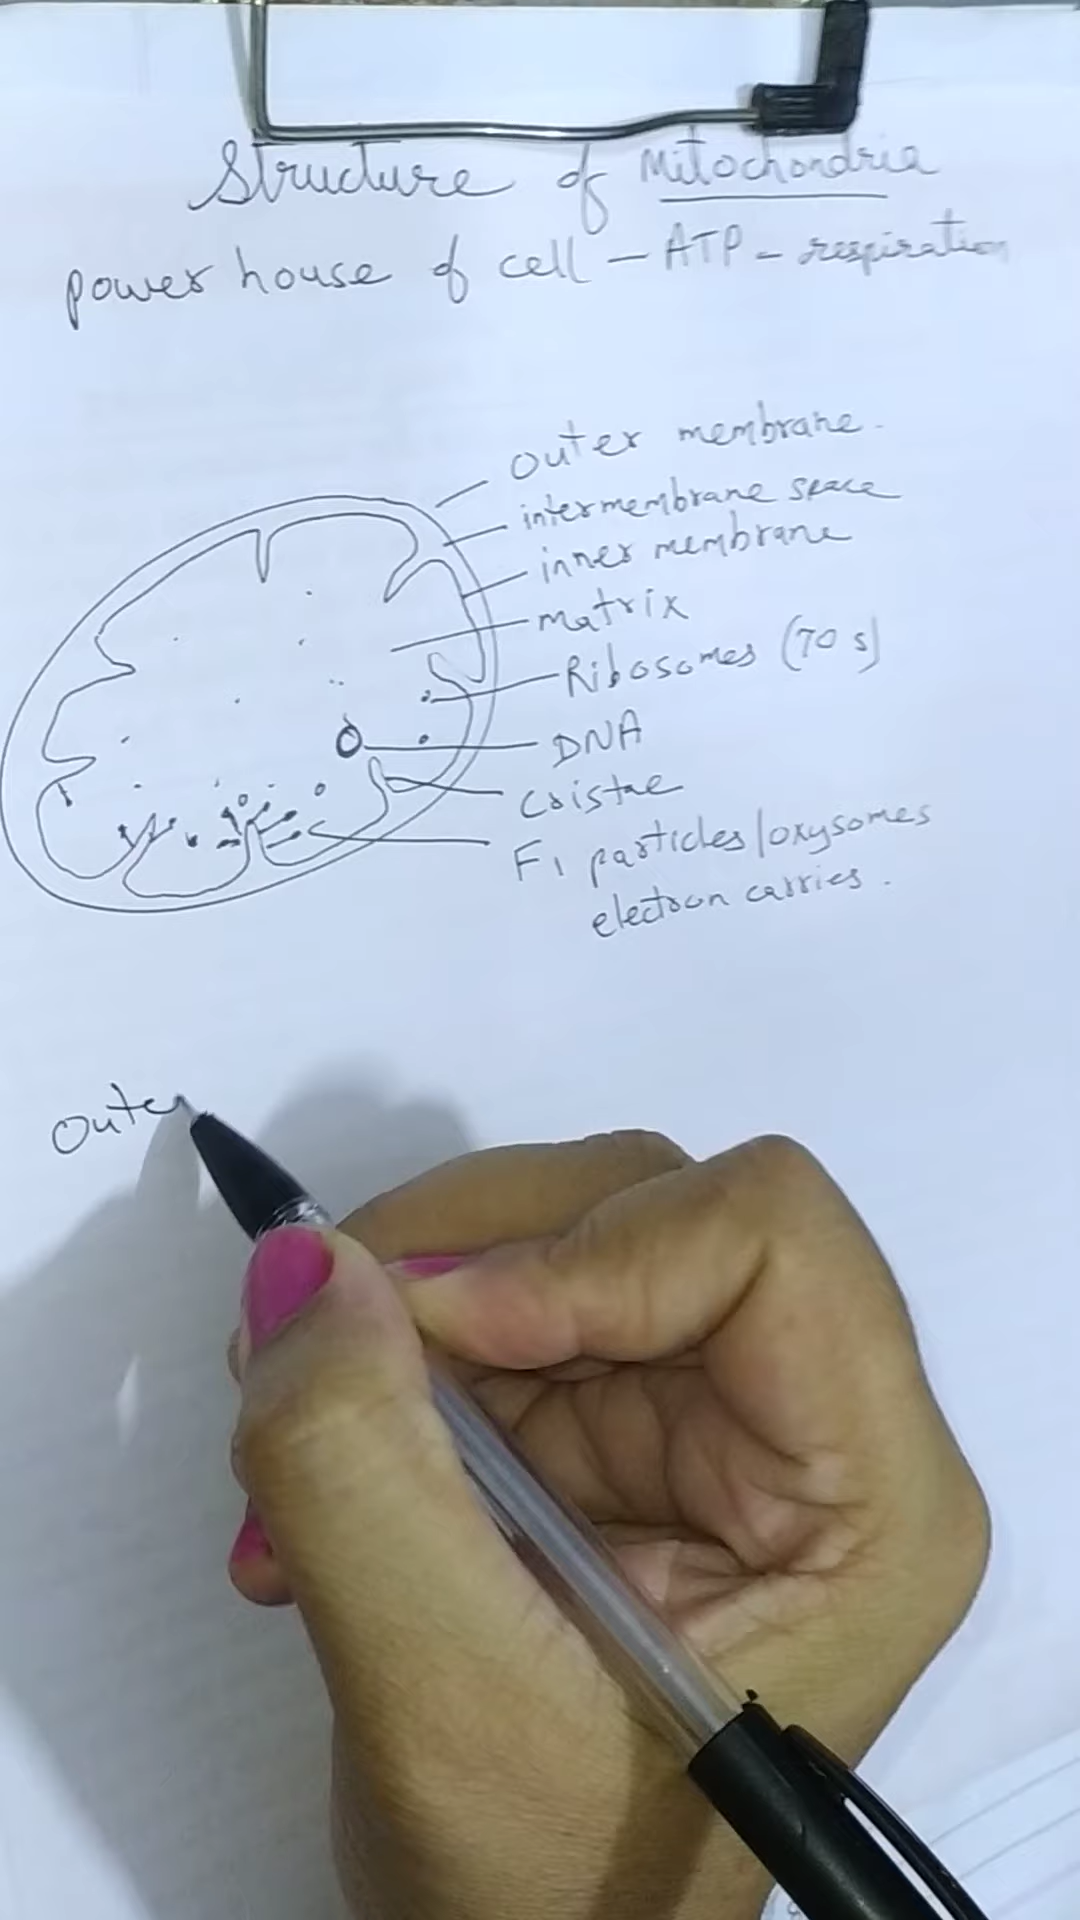 Structure of Mitochondria
power house of cell – ATP – respiration
outer membrane.
intermembrane space
inner membrane
matrix
Ribosomes (70 s)
DNA
Cristae
F1 particles/oxysomes
electron carries.
Oute